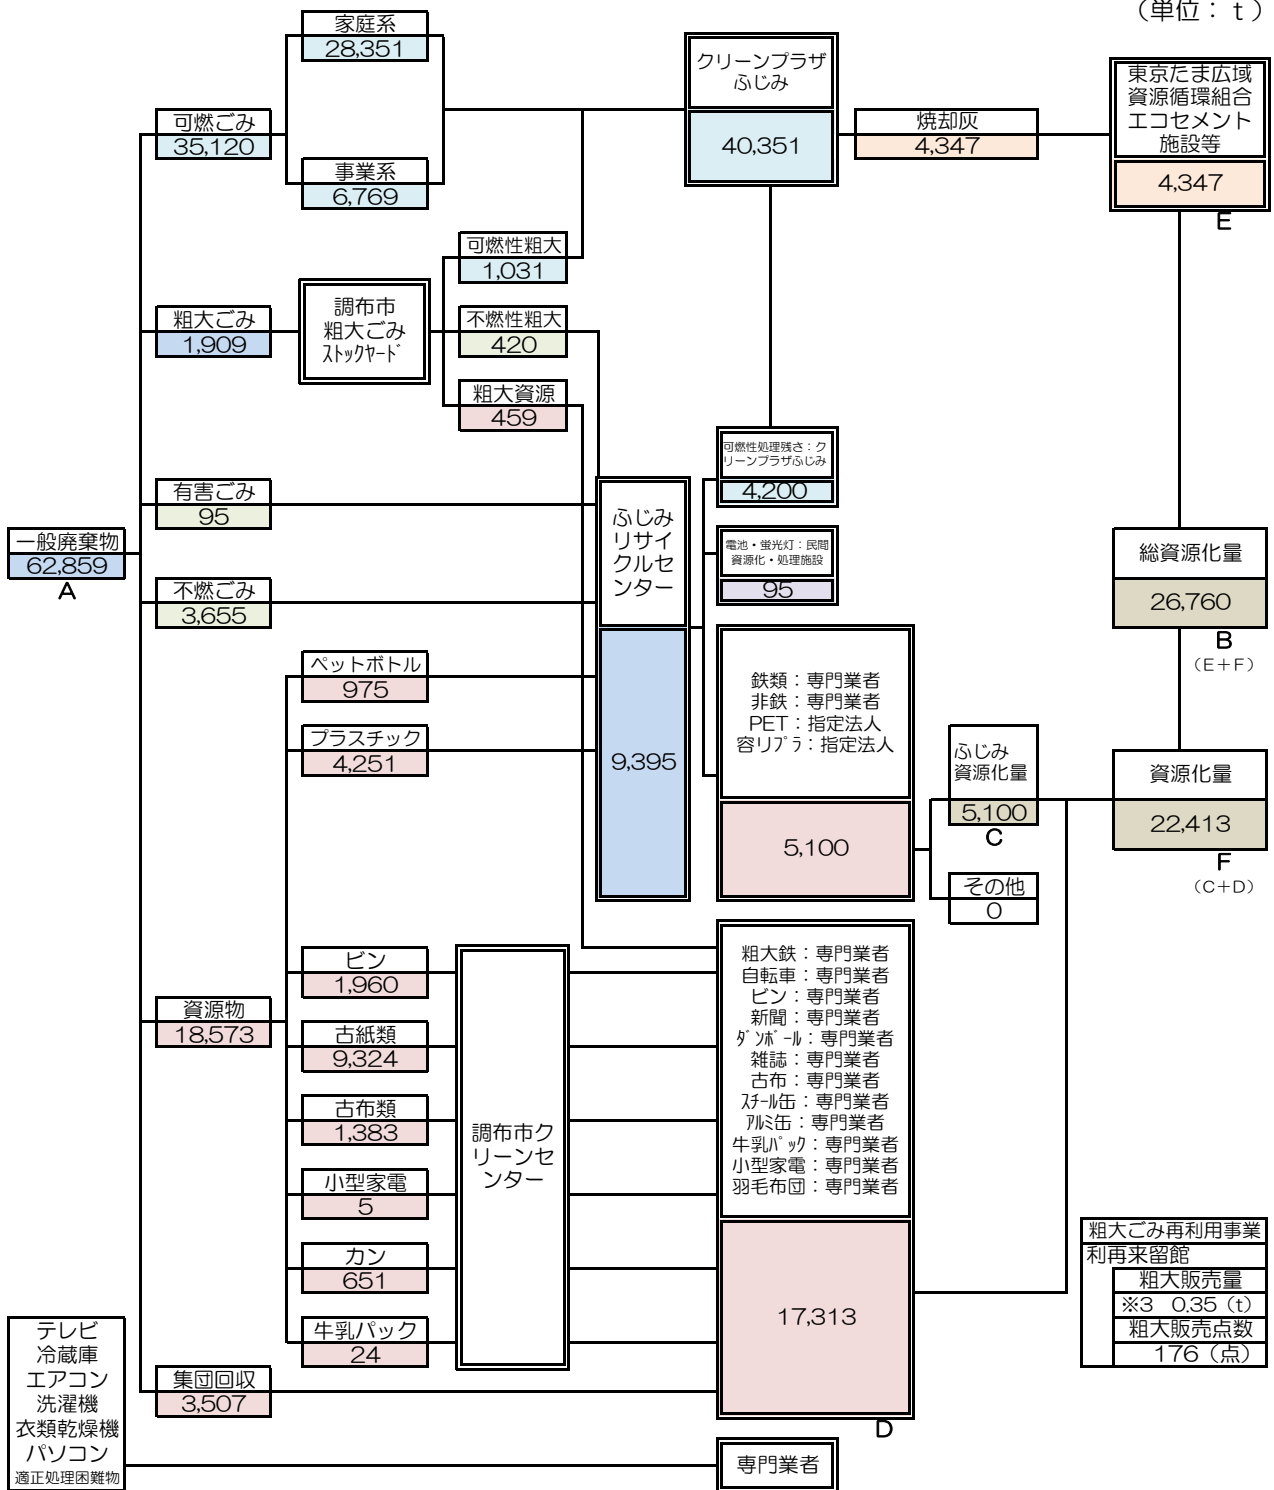 （単位：ｔ）
家庭系
28,351
可燃ごみ
35,120
事業系
6,769
クリーンプラザ
ふじみ
40,351
焼却灰
4,347
東京たま広域
資源循環組合
エコセメント
施設等
4,347
E
可燃性粗大
1,031
粗大ごみ
1,909
調布市
粗大ごみ
ｽﾄｯｸﾔｰﾄﾞ
不燃性粗大
420
粗大資源
459
可燃性処理残さ：ク
リーンプラザふじみ
4,200
有害ごみ
95
一般廃棄物
62,859
A
ふじみ
リサイ
クルセ
ンター
9,395
電池・蛍光灯：民間
資源化・処理施設
95
不燃ごみ
3,655
総資源化量
26,760
B
（E＋F）
ペットボトル
975
プラスチック
4,251
鉄類：専門業者
非鉄：専門業者
PET：指定法人
容リﾌﾟﾗ：指定法人
5,100
ふじみ
資源化量
5,100
C
その他
0
資源化量
22,413
F
（C＋D）
資源物
18,573
ビン
1,960
古紙類
9,324
古布類
1,383
小型家電
5
カン
651
牛乳パック
24
調布市ク
リーンセ
ンター
粗大鉄：専門業者
自転車：専門業者
ビン：専門業者
新聞：専門業者
ﾀﾞﾝﾎﾞｰﾙ：専門業者
雑誌：専門業者
古布：専門業者
ｽﾁｰﾙ缶：専門業者
ｱﾙﾐ缶：専門業者
牛乳ﾊﾟｯｸ：専門業者
小型家電：専門業者
羽毛布団：専門業者
17,313
D
集団回収
3,507
粗大ごみ再利用事業
利再来留館
粗大販売量
※3 0.35（t）
粗大販売点数
176（点）
テレビ
冷蔵庫
エアコン
洗濯機
衣類乾燥機
パソコン
適正処理困難物
専門業者